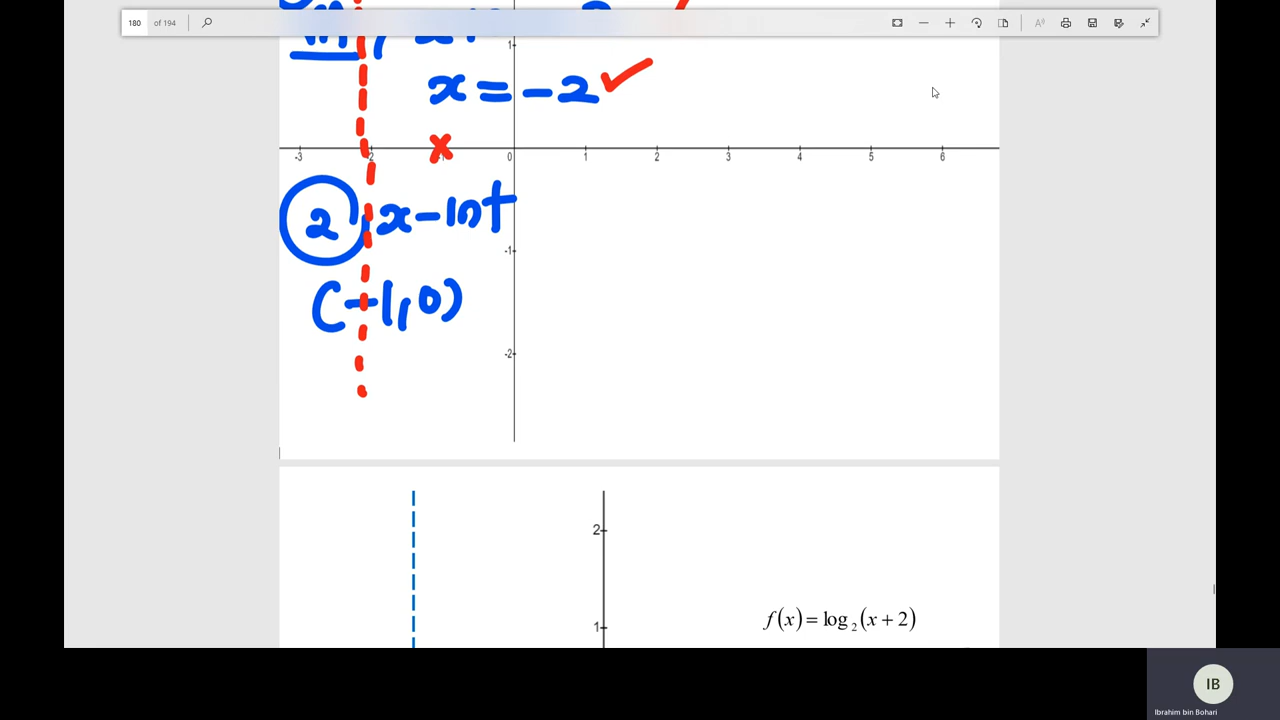 180 of 194
1
x = -2
-3 -2 0 1 2 3 4 5 6
2 x-int
-1
(-1,0)
-2
2
f(x) = log₂(x + 2)
1
IB
Ibrahim bin Bohari